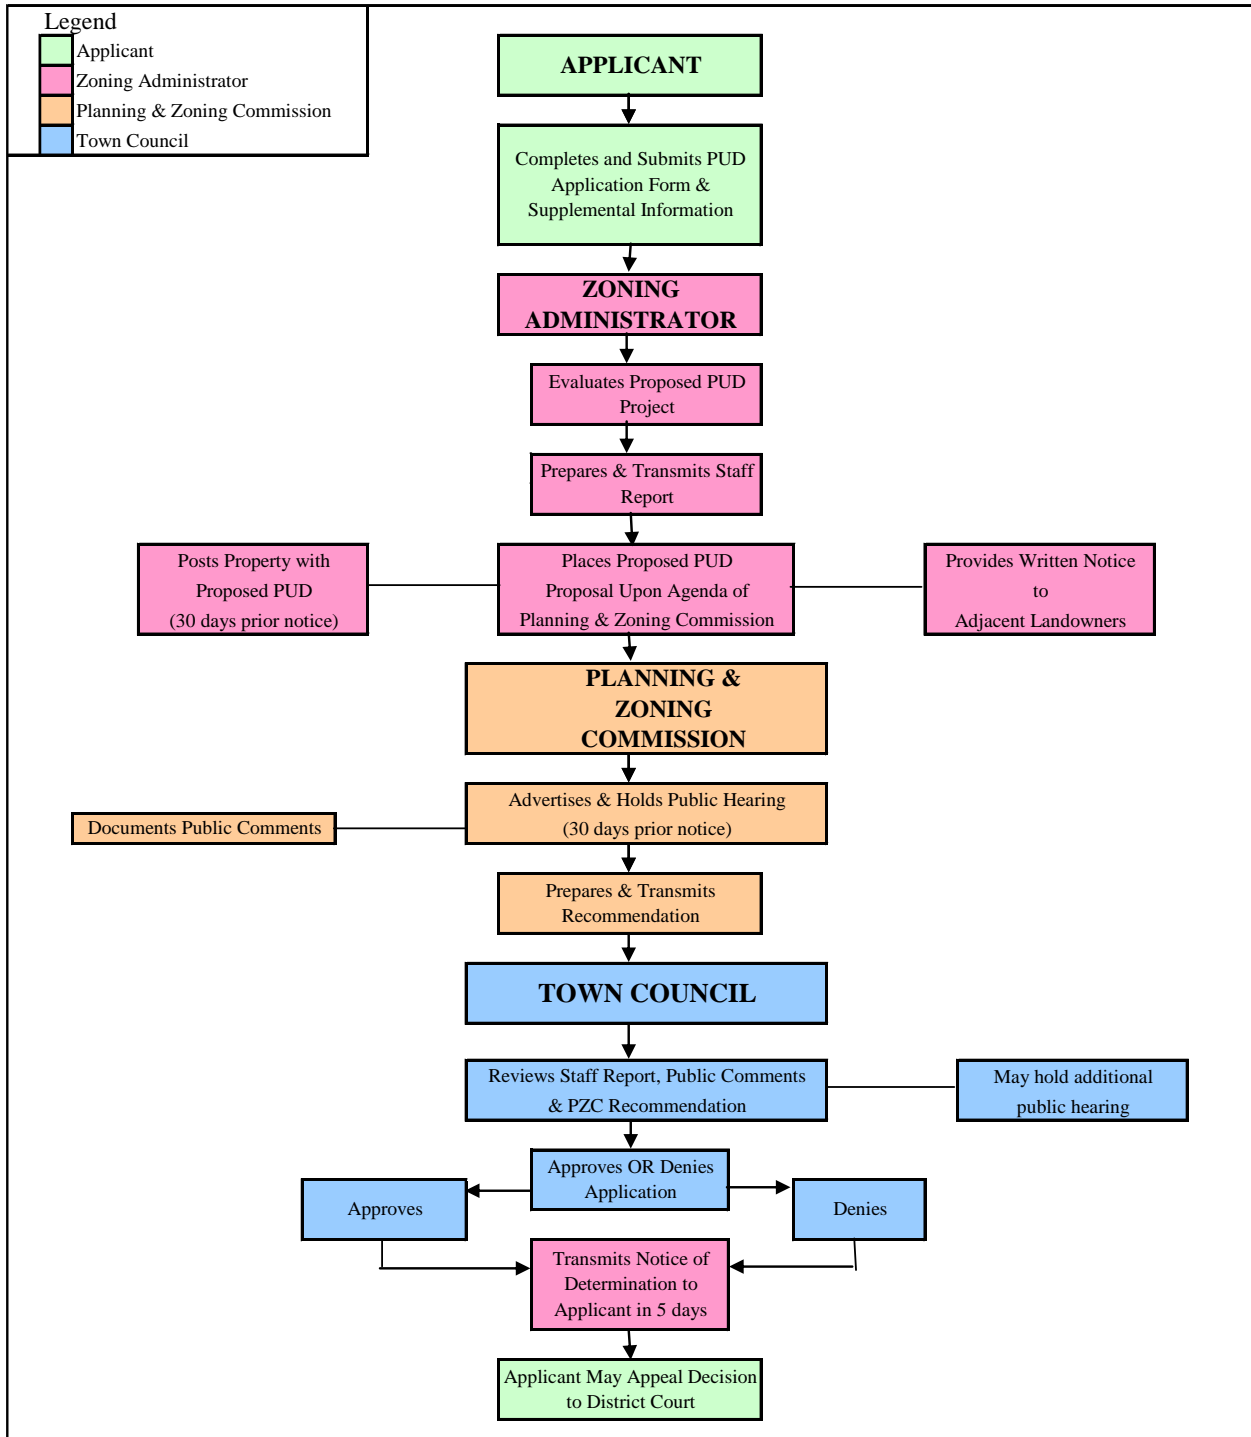 Legend
Applicant
Zoning Administrator
Planning & Zoning Commission
Town Council
APPLICANT
Completes and Submits PUD
Application Form &
Supplemental Information
ZONING
ADMINISTRATOR
Evaluates Proposed PUD
Project
Prepares & Transmits Staff
Report
Posts Property with
Proposed PUD
(30 days prior notice)
Places Proposed PUD
Proposal Upon Agenda of
Planning & Zoning Commission
Provides Written Notice
to
Adjacent Landowners
PLANNING &
ZONING
COMMISSION
Advertises & Holds Public Hearing
(30 days prior notice)
Documents Public Comments
Prepares & Transmits
Recommendation
TOWN COUNCIL
Reviews Staff Report, Public Comments
& PZC Recommendation
May hold additional
public hearing
Approves OR Denies
Application
Approves
Denies
Transmits Notice of
Determination to
Applicant in 5 days
Applicant May Appeal Decision
to District Court